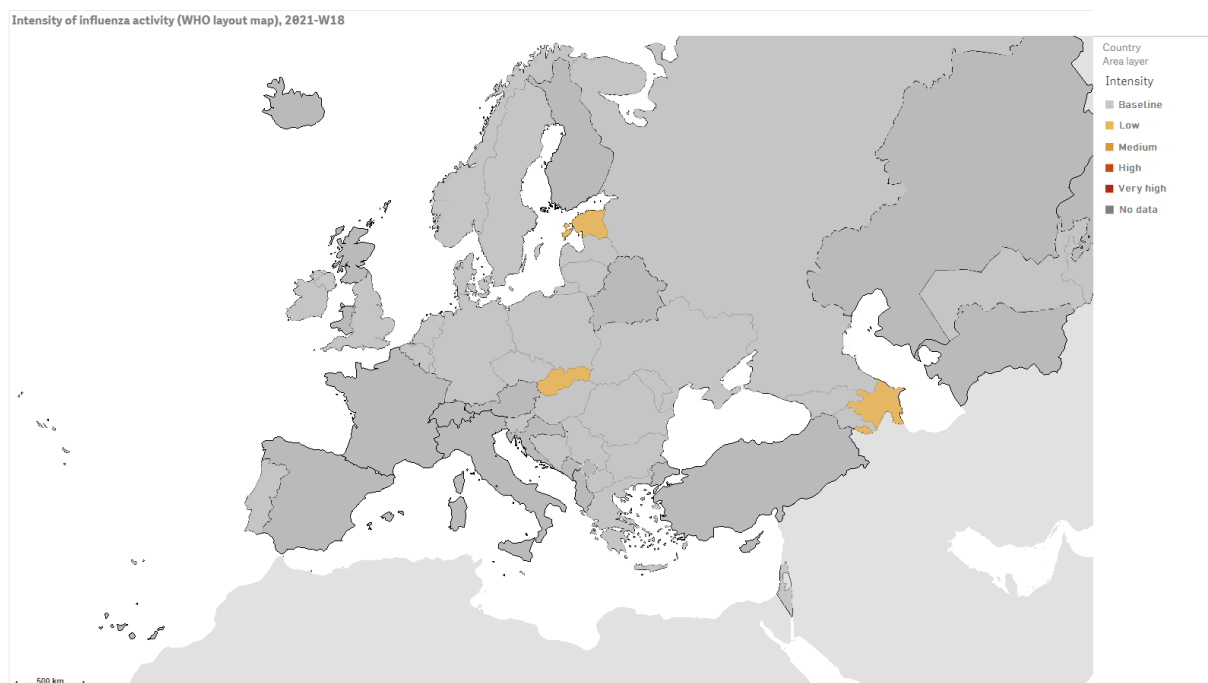 Intensity of influenza activity (WHO layout map), 2021-W18
Country
Area layer
Intensity
Baseline
Low
Medium
High
Very high
No data
500 km